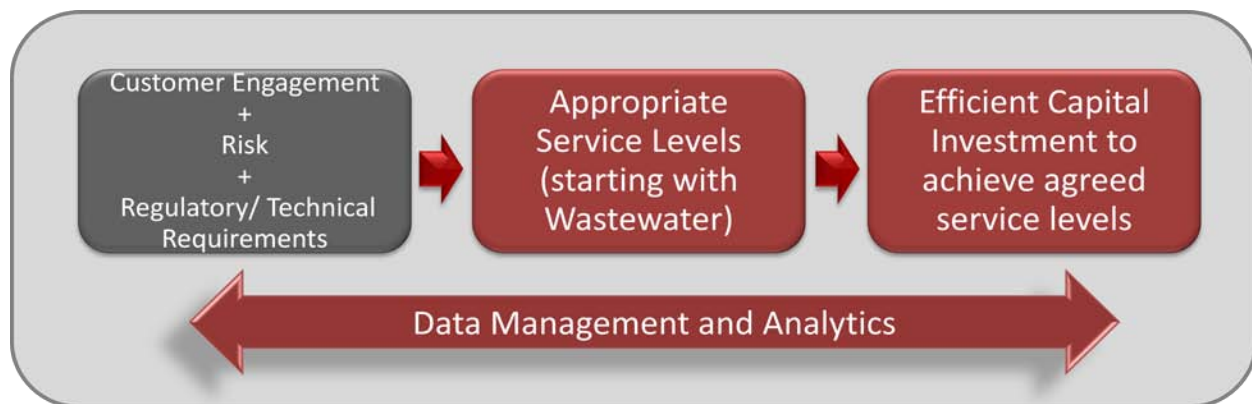 Customer Engagement
+
Risk
+
Regulatory/ Technical
Requirements
Appropriate
Service Levels
(starting with
Wastewater)
Efficient Capital
Investment to
achieve agreed
service levels
Data Management and Analytics